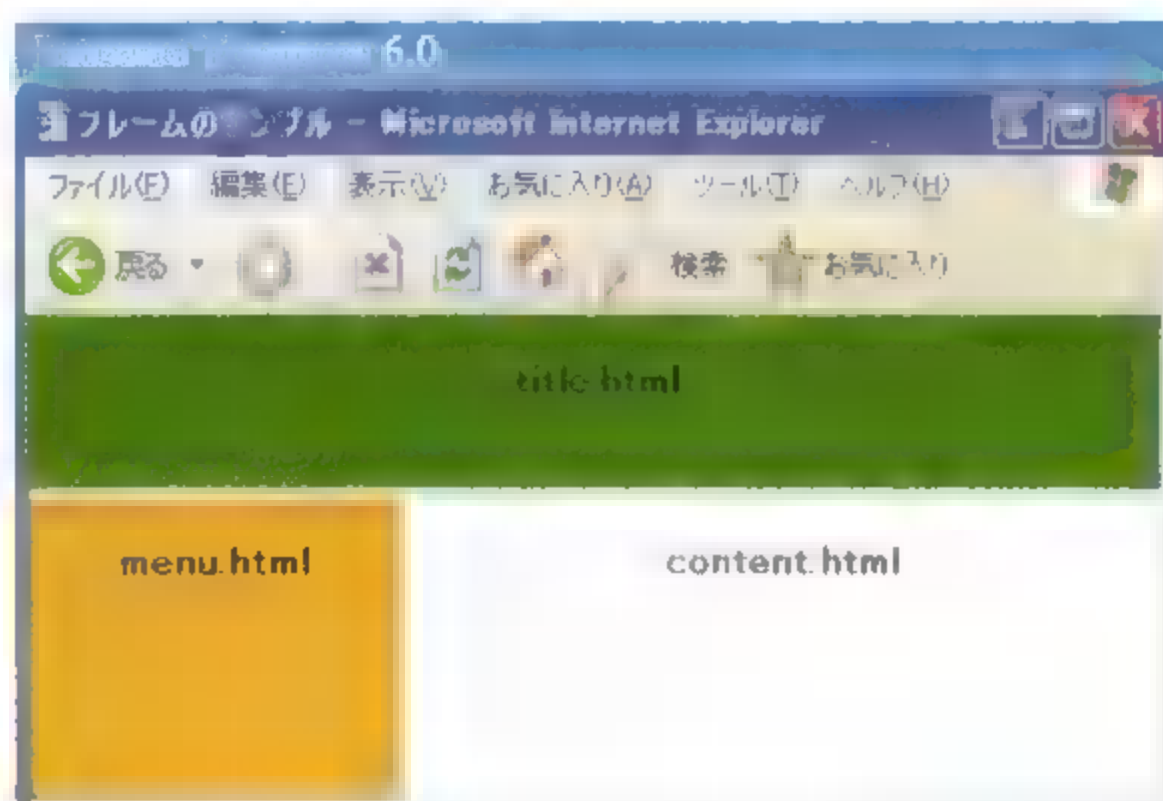 6.0
フレームの ンプル - Microsoft Internet Explorer
ファイル(F) 編集(E) 表示(V) お気に入り(A) ツール(T) ヘルプ(H)
戻る 検索 お気に入り
title.html
menu.html content.html